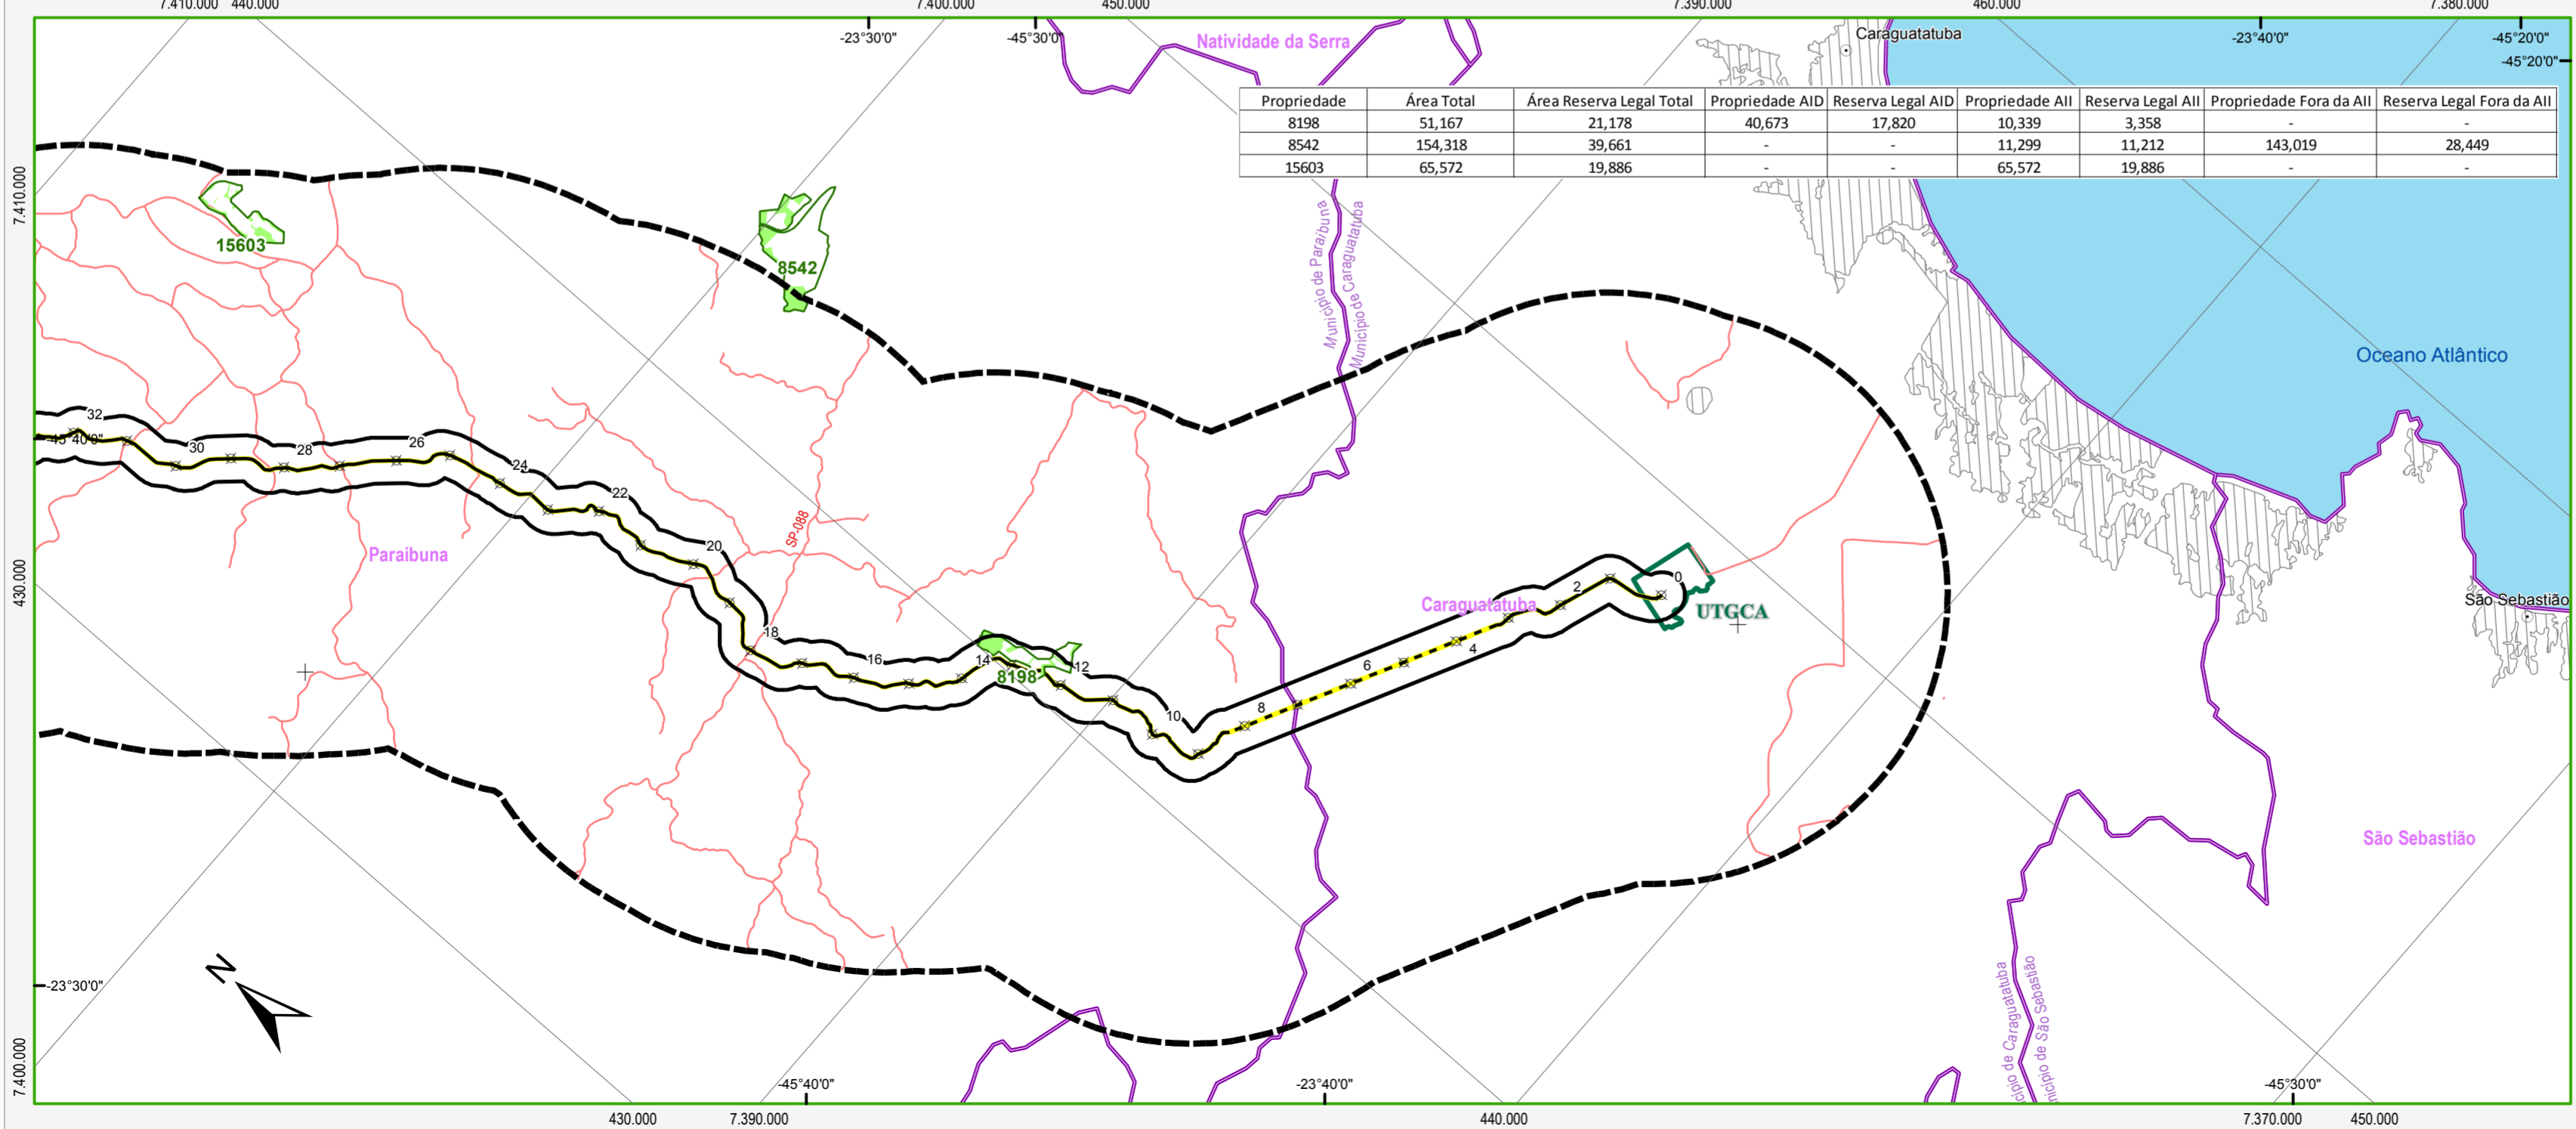 7.410.000 440.000 7.400.000 450.000 7.390.000 460.000 7.380.000
-23°30'0" -45°30'0" -23°40'0" -45°20'0"
-45°20'0"
Natividade da Serra
Caraguatatuba
Propriedade Área Total Área Reserva Legal Total Propriedade AID Reserva Legal AID Propriedade AII Reserva Legal AII Propriedade Fora da AII Reserva Legal Fora da AII
8198 51,167 21,178 40,673 17,820 10,339 3,358 - -
8542 154,318 39,661 - - 11,299 11,212 143,019 28,449
15603 65,572 19,886 - - 65,572 19,886 - -
7.410.000
15603
8542
Município de Paraibuna
Município de Caraguatatuba
Oceano Atlântico
32
-45°40'0"
30
28
26
24
22
20
SP-088
Paraibuna
430.000
18
16
14
8198
12
10
8
6
4
2
0
Caraguatatuba
UTGCA
São Sebastião
São Sebastião
N
-23°30'0"
7.400.000
-45°40'0" -23°40'0" -45°30'0"
430.000 7.390.000 440.000 7.370.000 450.000
icípio de Caraguatatuba
nicípio de São Sebastião